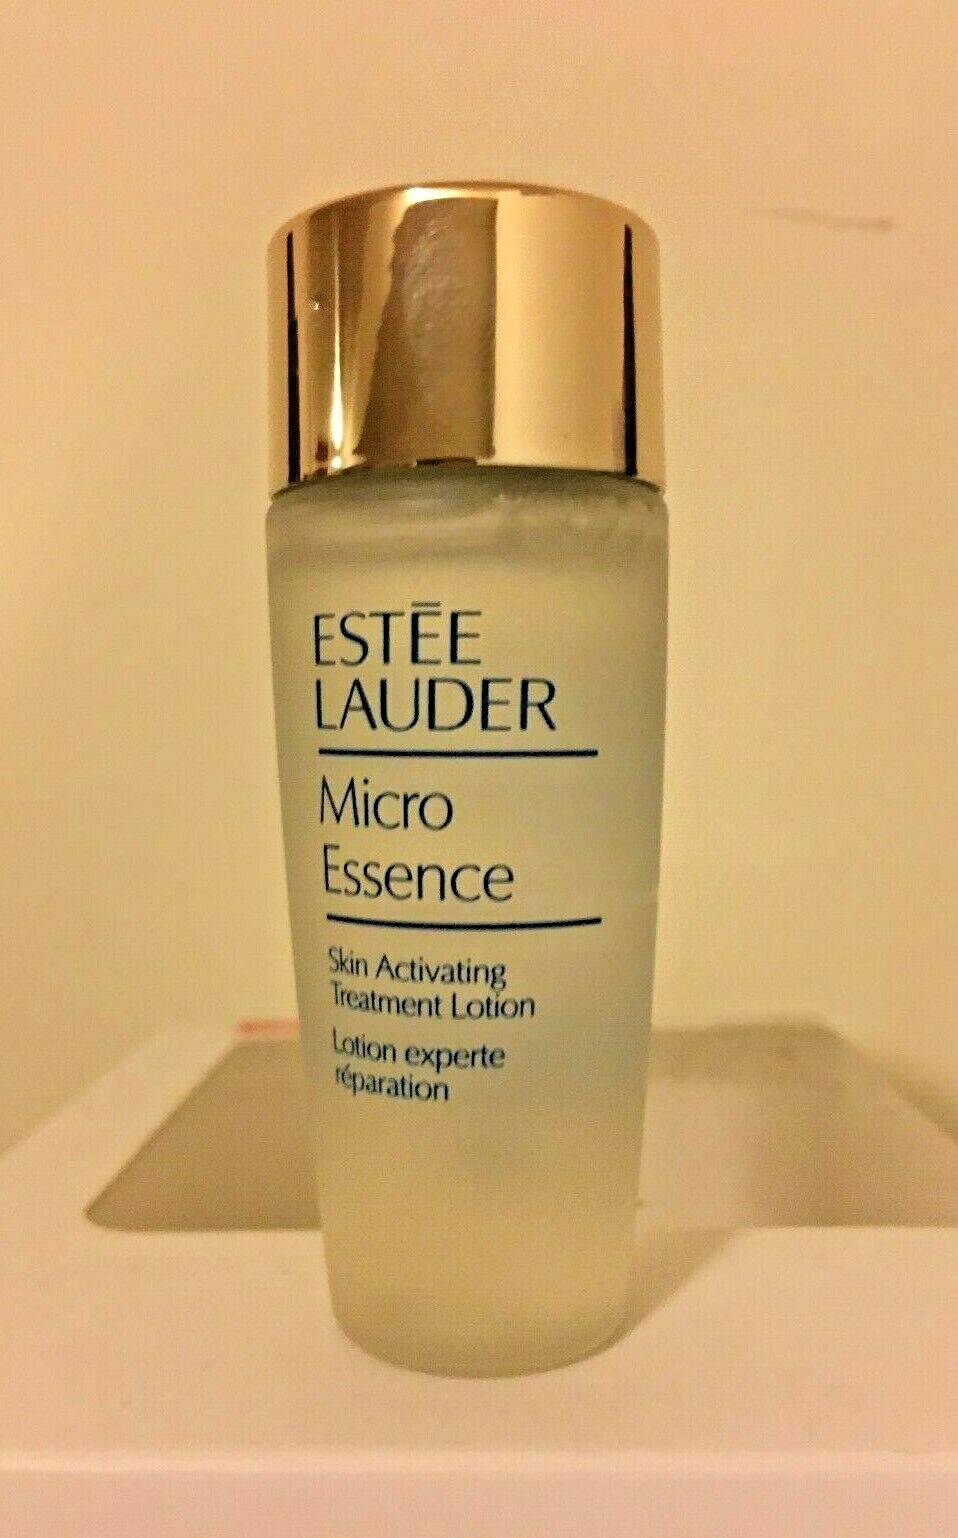 ESTĒE
LAUDER
Micro
Essence
Skin Activating
Treatment Lotion
Lotion experte
réparation